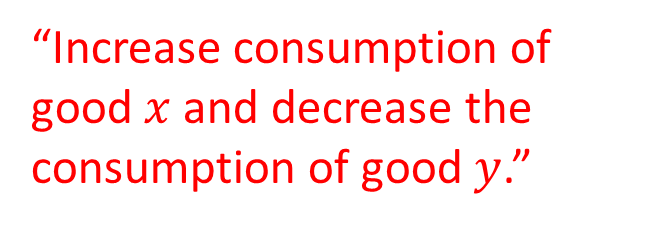 “Increase consumption of
good x and decrease the
consumption of good y.”